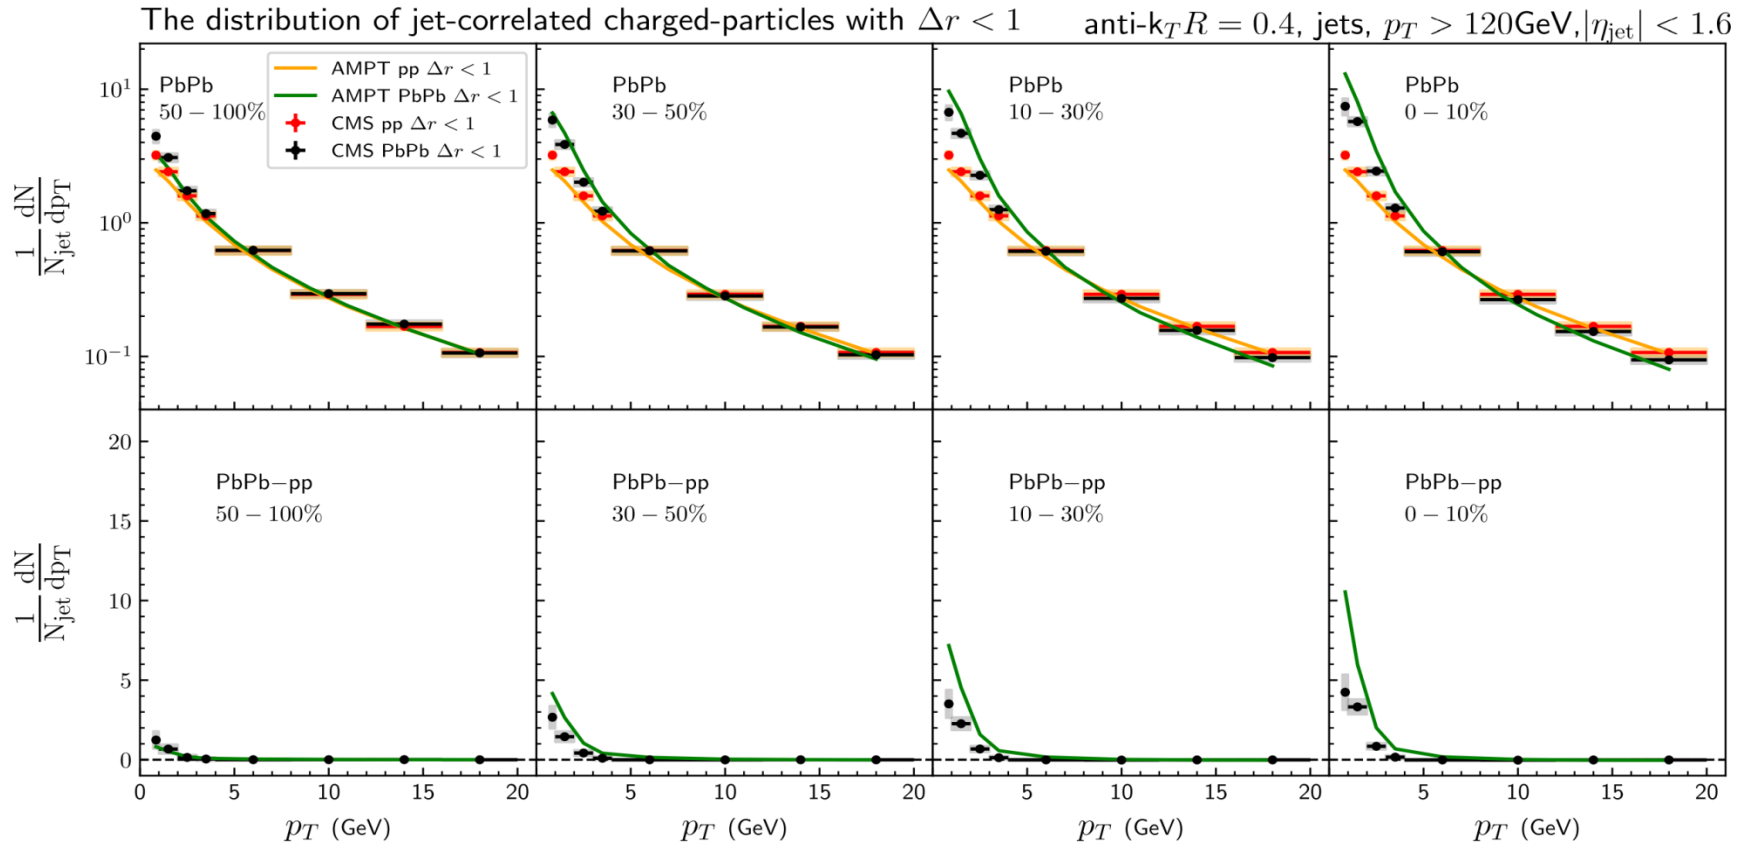 The distribution of jet-correlated charged-particles with Δr < 1
anti-k_T R = 0.4, jets, p_T > 120GeV,|η_jet| < 1.6
PbPb
50 − 100%
AMPT pp Δr < 1
AMPT PbPb Δr < 1
CMS pp Δr < 1
CMS PbPb Δr < 1
PbPb
30 − 50%
PbPb
10 − 30%
PbPb
0 − 10%
10^1
10^0
10^−1
1/N_jet dN/dp_T
PbPb−pp
50 − 100%
PbPb−pp
30 − 50%
PbPb−pp
10 − 30%
PbPb−pp
0 − 10%
20
15
10
5
0
1/N_jet dN/dp_T
0 5 10 15 20
5 10 15 20
5 10 15 20
5 10 15 20
p_T (GeV)
p_T (GeV)
p_T (GeV)
p_T (GeV)